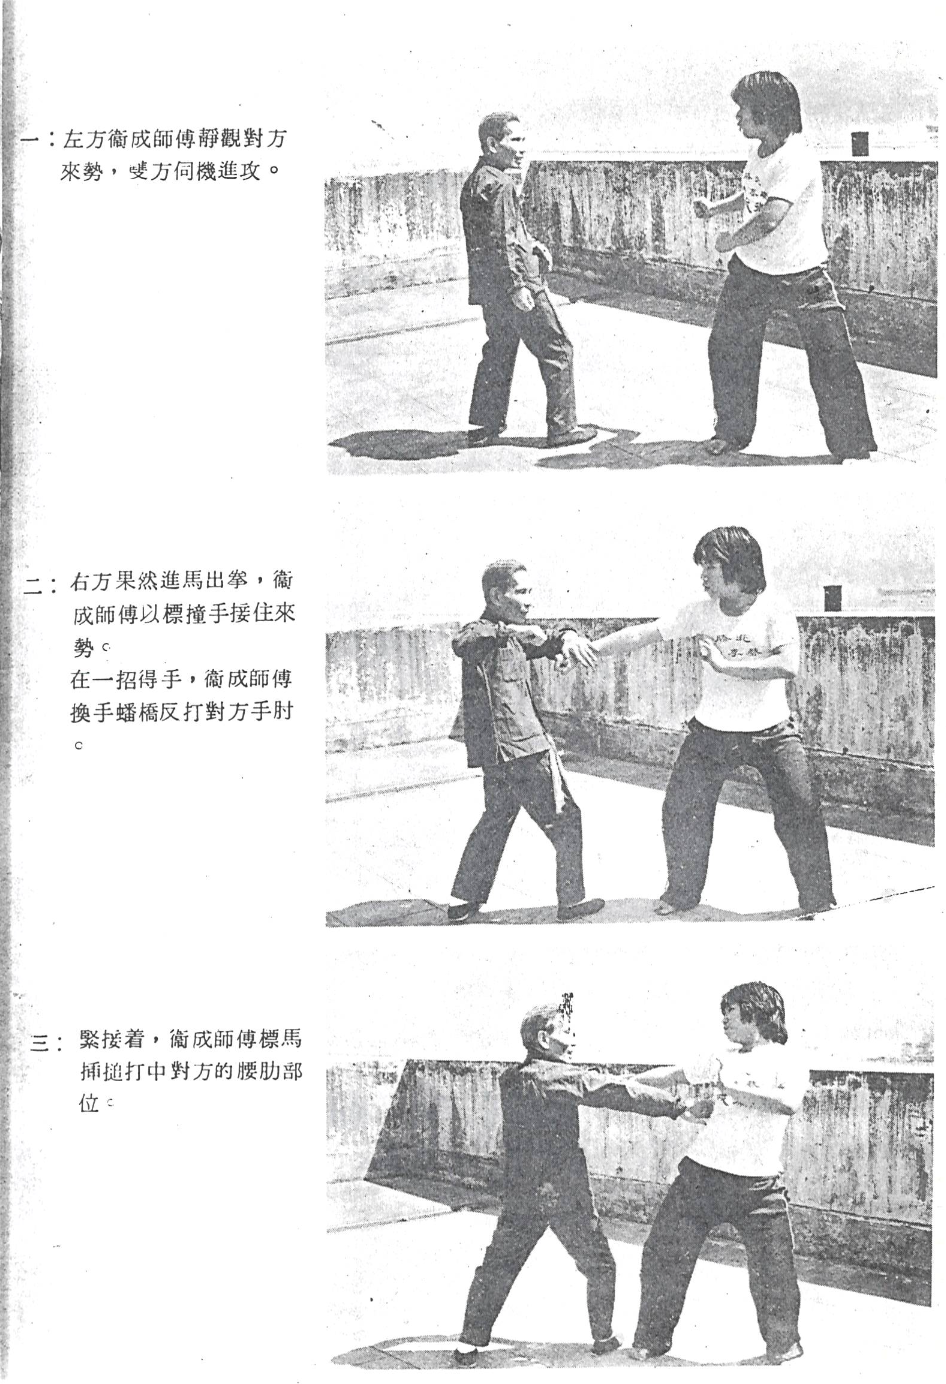 一：左方衞成師傅靜觀對方
來勢，雙方伺機進攻。
二：右方果然進馬出拳，衞
成師傅以標撞手接住來
勢。
在一招得手，衞成師傅
換手蟠橋反打對方手肘
。
三：緊接着，衞成師傅標馬
揷搥打中對方的腰肋部
位。